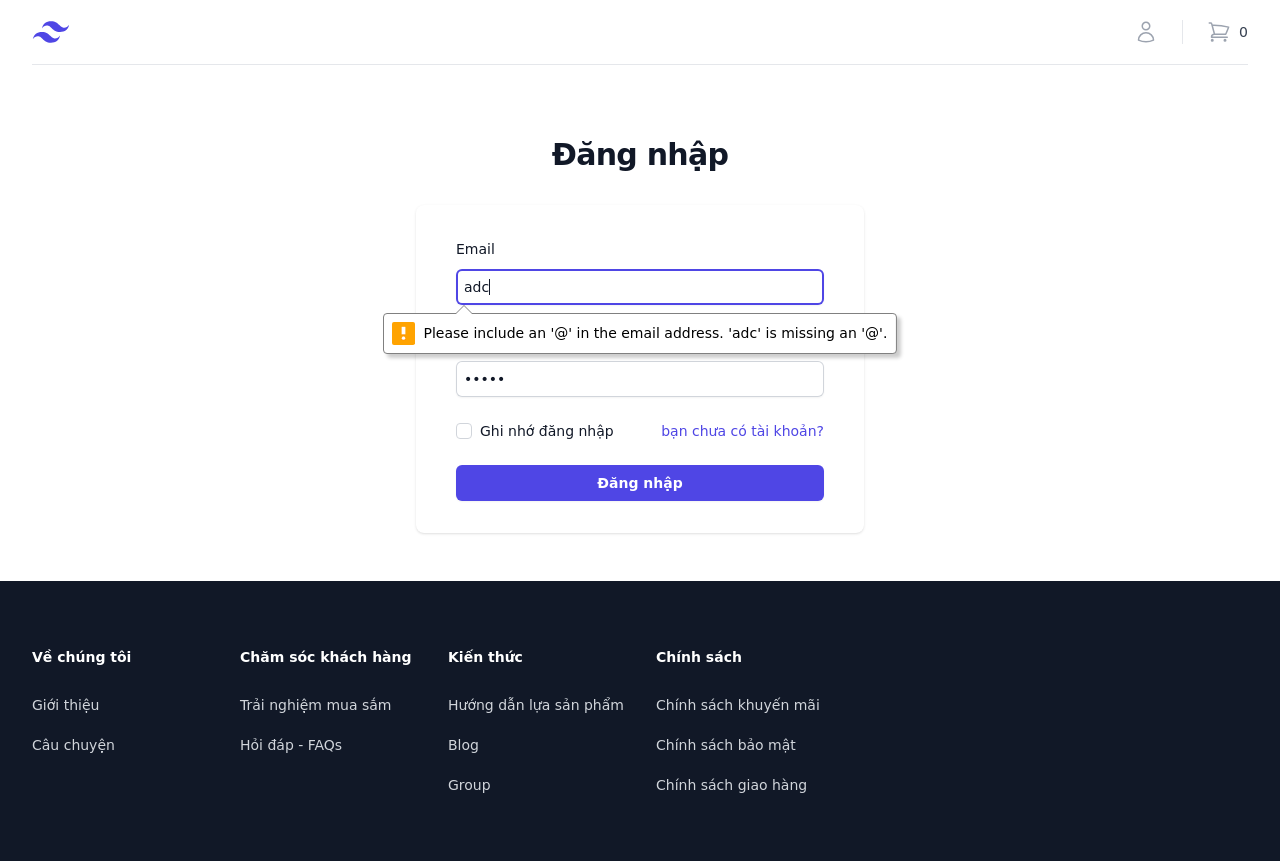 0
Đăng nhập
Email
adc
Please include an '@' in the email address. 'adc' is missing an '@'.
•••••
Ghi nhớ đăng nhập
bạn chưa có tài khoản?
Đăng nhập
Về chúng tôi
Giới thiệu
Câu chuyện
Chăm sóc khách hàng
Trải nghiệm mua sắm
Hỏi đáp - FAQs
Kiến thức
Hướng dẫn lựa sản phẩm
Blog
Group
Chính sách
Chính sách khuyến mãi
Chính sách bảo mật
Chính sách giao hàng